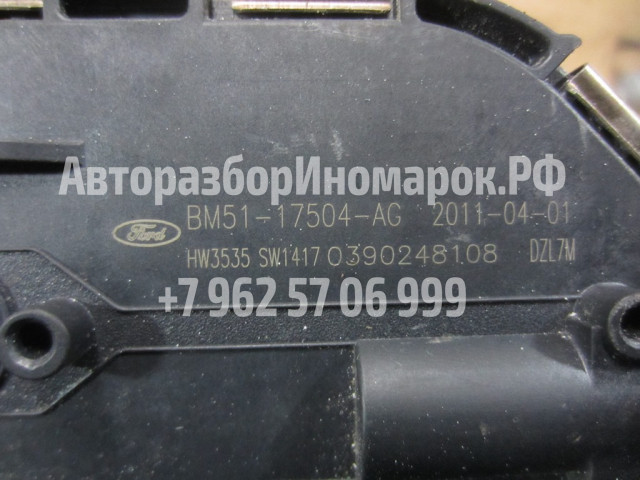 АвторазборИномарок.РФ
Ford BM51-17504-AG 2011-04-01
HW3535 SW1417 0390248108 DZL7M
+7 962 57 06 999